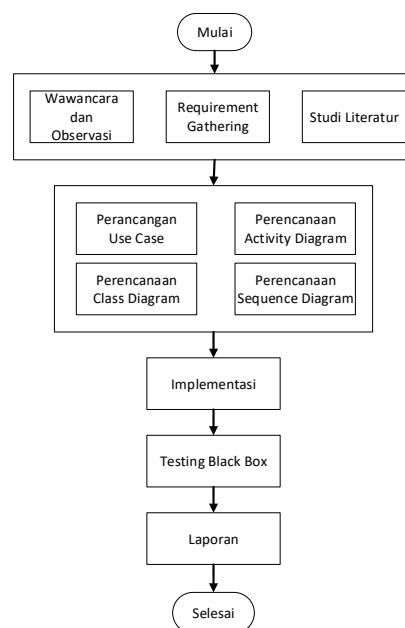 Mulai
Wawancara
dan
Observasi
Requirement
Gathering
Studi Literatur
Perancangan
Use Case
Perencanaan
Activity Diagram
Perencanaan
Class Diagram
Perencanaan
Sequence Diagram
Implementasi
Testing Black Box
Laporan
Selesai